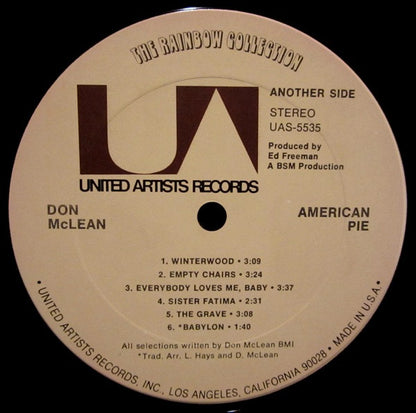 THE RAINBOW COLLECTION
UA
ANOTHER SIDE
STEREO
UAS-5535
Produced by
Ed Freeman
A BSM Production
UNITED ARTISTS RECORDS
DON
McLEAN
AMERICAN
PIE
1. WINTERWOOD • 3:09
2. EMPTY CHAIRS • 3:24
3. EVERYBODY LOVES ME, BABY • 3:37
4. SISTER FATIMA • 2:31
5. THE GRAVE • 3:08
6. *BABYLON • 1:40
All selections written by Don McLean BMI
*Trad. Arr. L. Hays and D. McLean
• UNITED ARTISTS RECORDS, INC., LOS ANGELES, CALIFORNIA 90028 • MADE IN U.S.A. •